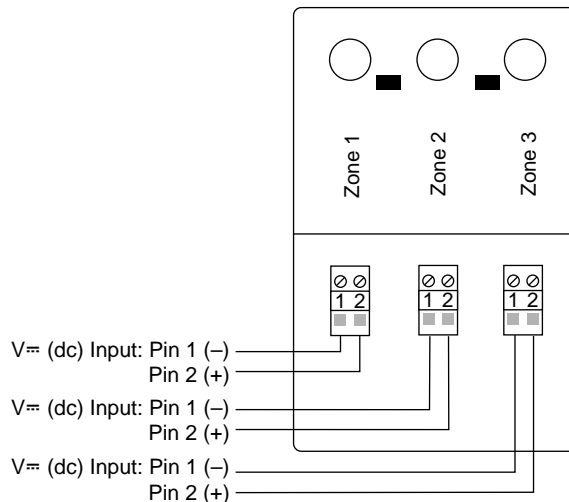 Zone 1
Zone 2
Zone 3
1 2
1 2
1 2
V⎓ (dc) Input: Pin 1 (–)
Pin 2 (+)
V⎓ (dc) Input: Pin 1 (–)
Pin 2 (+)
V⎓ (dc) Input: Pin 1 (–)
Pin 2 (+)